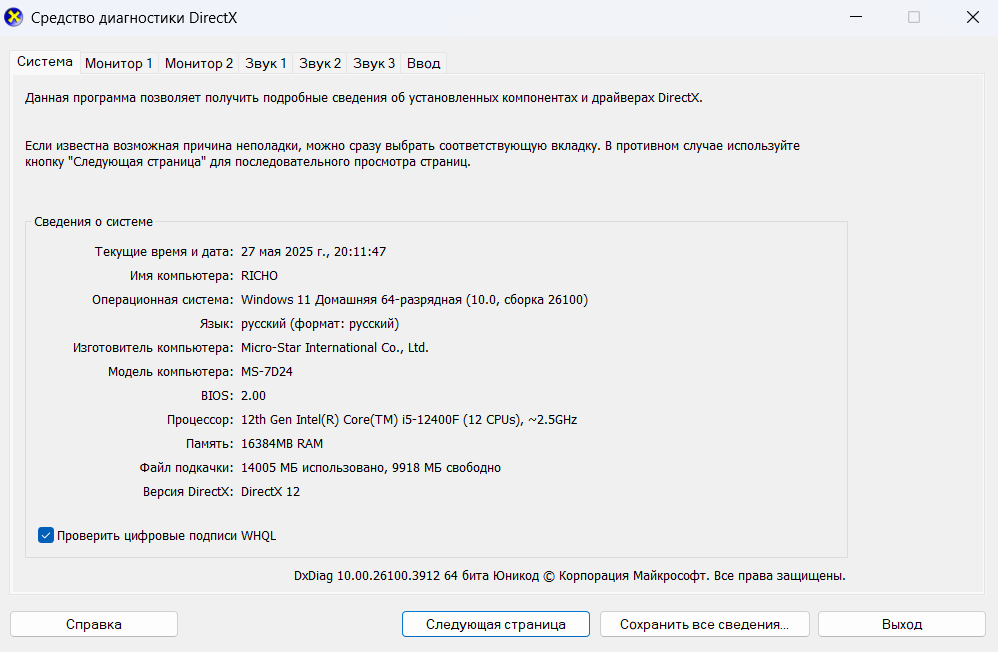 Средство диагностики DirectX
Система Монитор 1 Монитор 2 Звук 1 Звук 2 Звук 3 Ввод
Данная программа позволяет получить подробные сведения об установленных компонентах и драйверах DirectX.
Если известна возможная причина неполадки, можно сразу выбрать соответствующую вкладку. В противном случае используйте
кнопку "Следующая страница" для последовательного просмотра страниц.
Сведения о системе
Текущие время и дата: 27 мая 2025 г., 20:11:47
Имя компьютера: RICHO
Операционная система: Windows 11 Домашняя 64-разрядная (10.0, сборка 26100)
Язык: русский (формат: русский)
Изготовитель компьютера: Micro-Star International Co., Ltd.
Модель компьютера: MS-7D24
BIOS: 2.00
Процессор: 12th Gen Intel(R) Core(TM) i5-12400F (12 CPUs), ~2.5GHz
Память: 16384MB RAM
Файл подкачки: 14005 МБ использовано, 9918 МБ свободно
Версия DirectX: DirectX 12
Проверить цифровые подписи WHQL
DxDiag 10.00.26100.3912 64 бита Юникод © Корпорация Майкрософт. Все права защищены.
Справка Следующая страница Сохранить все сведения... Выход